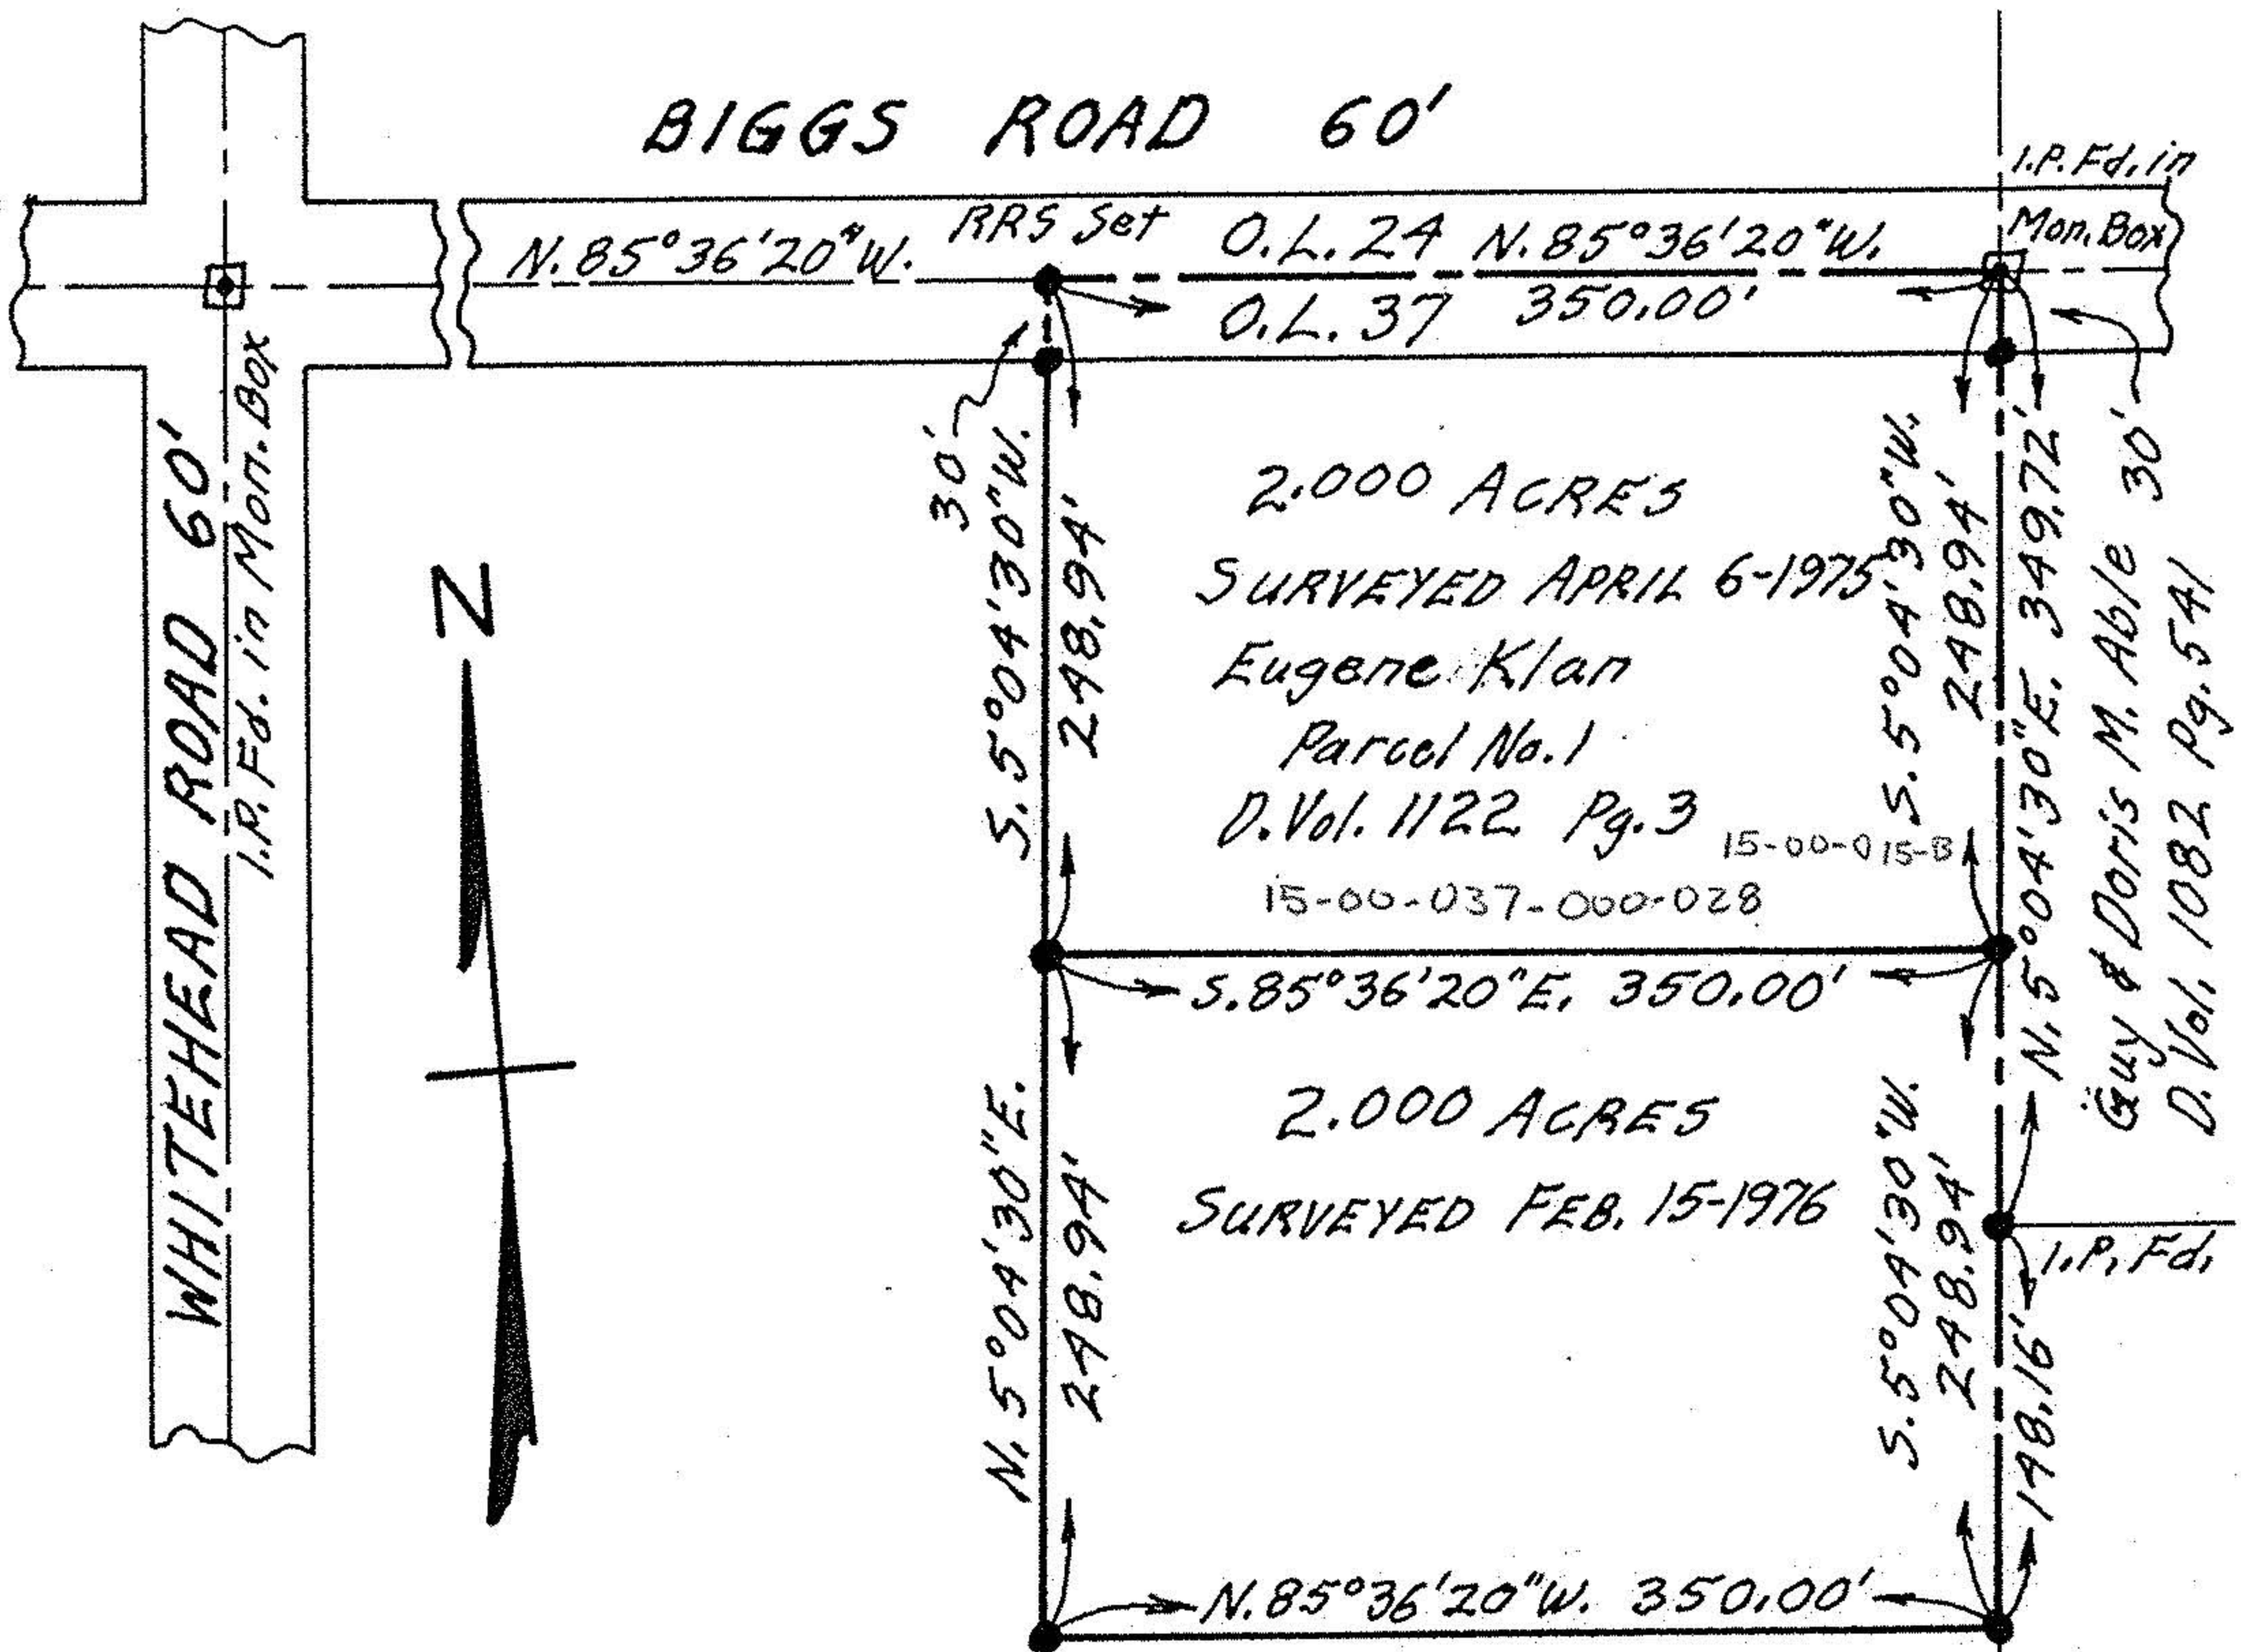 BIGGS ROAD 60'
I.P. Fd. in
Mon. Box
N. 85°36'20" W.
RRS Set
O.L. 24 N. 85°36'20" W.
O.L. 37 350.00'
WHITEHEAD ROAD 60'
I.P. Fd. in Mon. Box
N
30'
S. 5°04'30" W.
248.94'
2.000 ACRES
SURVEYED APRIL 6-1975
Eugene Klan
Parcel No. 1
D. Vol. 1122 Pg. 3
15-00-015-B
15-00-037-000-028
S. 5°04'30" W.
248.94'
N. 5°04'30" E. 349.72'
Guy & Doris M. Able
30'
D. Vol. 1082 Pg. 541
S. 85°36'20" E. 350.00'
N. 5°04'30" E.
248.94'
2.000 ACRES
SURVEYED FEB. 15-1976
S. 5°04'30" W.
248.94'
I.P. Fd.
148.16'
N. 85°36'20" W. 350.00'